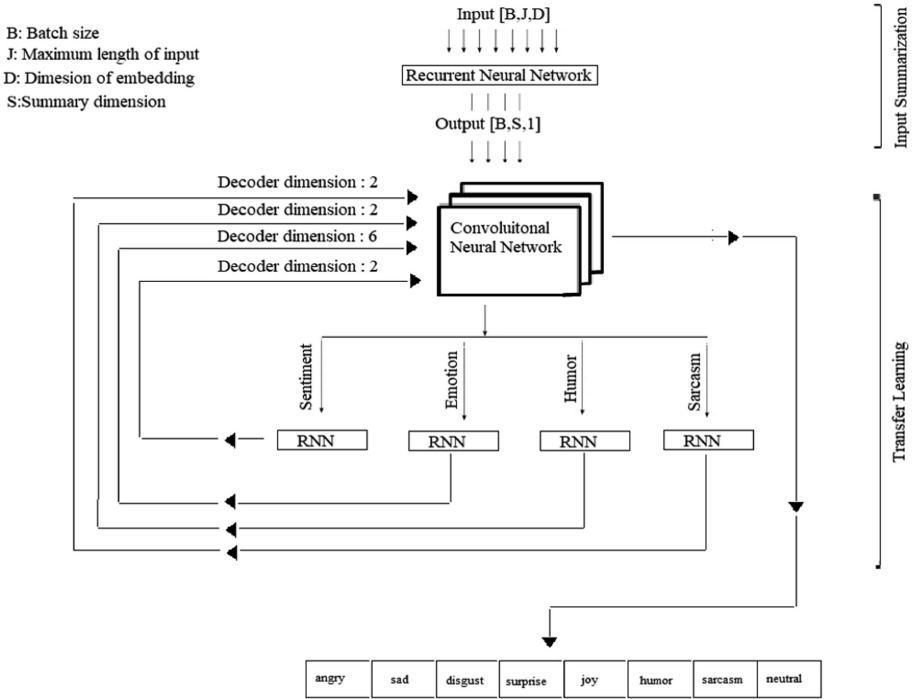 Input [B,J,D]
B: Batch size
J: Maximum length of input
D: Dimesion of embedding
S:Summary dimension
Recurrent Neural Network
Output [B,S,1]
Input Summarization
Decoder dimension : 2
Decoder dimension : 2
Decoder dimension : 6
Decoder dimension : 2
Convoluitonal
Neural Network
Sentiment
Emotion
Humor
Sarcasm
Transfer Learning
RNN
RNN
RNN
RNN
angry
sad
disgust
surprise
joy
humor
sarcasm
neutral